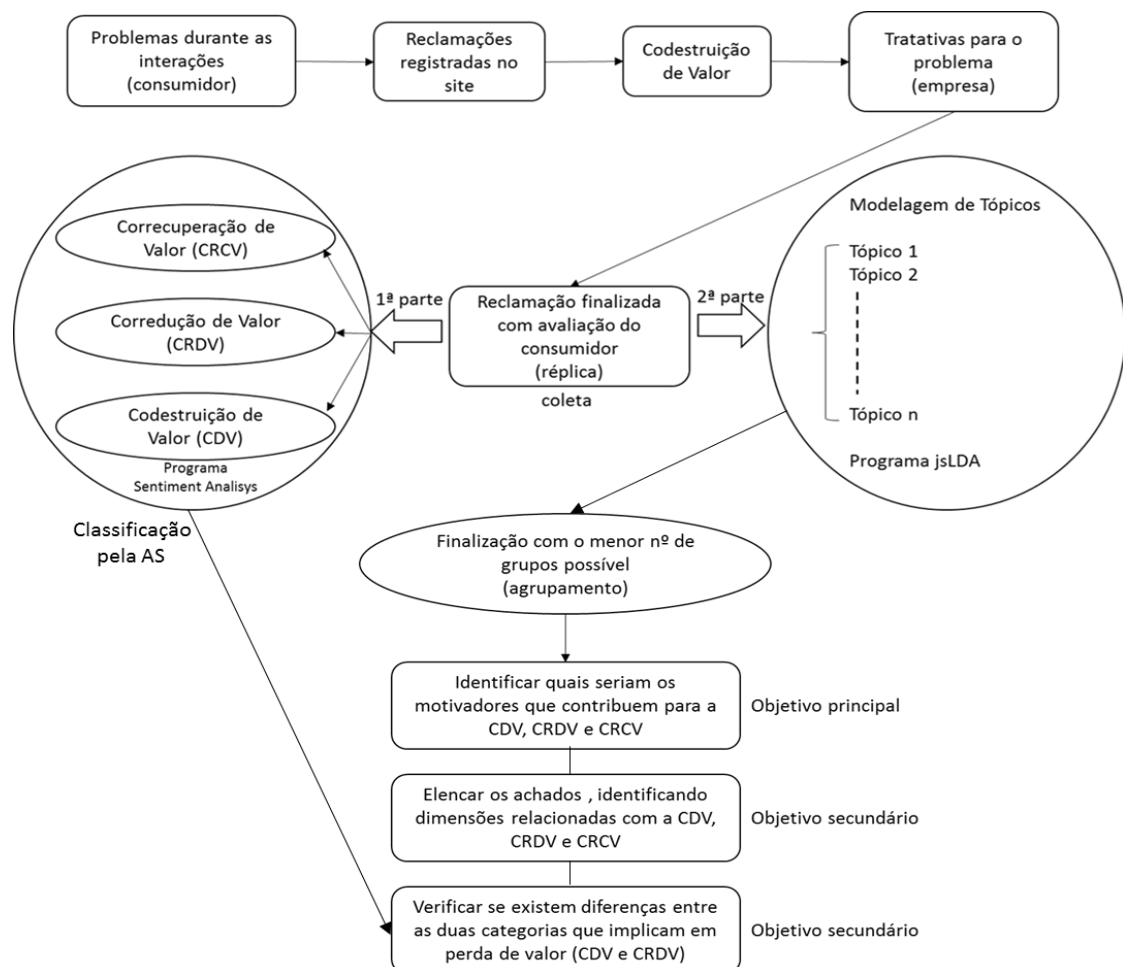 Problemas durante as
interações
(consumidor)
Reclamações
registradas no
site
Codestruição
de Valor
Tratativas para o
problema
(empresa)
Correcuperação de
Valor (CRCV)
Corredução de Valor
(CRDV)
Codestruição de
Valor (CDV)
Programa
Sentiment Analisys
Classificação
pela AS
1ª parte
Reclamação finalizada
com avaliação do
consumidor
(réplica)
coleta
2ª parte
Modelagem de Tópicos
Tópico 1
Tópico 2
Tópico n
Programa jsLDA
Finalização com o menor nº de
grupos possível
(agrupamento)
Identificar quais seriam os
motivadores que contribuem para a
CDV, CRDV e CRCV
Objetivo principal
Elencar os achados , identificando
dimensões relacionadas com a CDV,
CRDV e CRCV
Objetivo secundário
Verificar se existem diferenças entre
as duas categorias que implicam em
perda de valor (CDV e CRDV)
Objetivo secundário